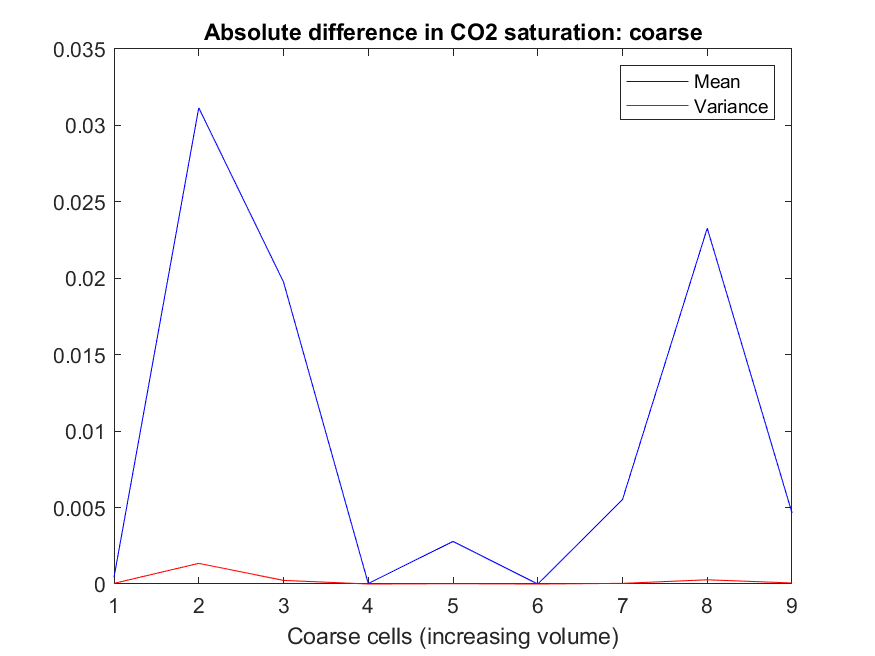 Absolute difference in CO2 saturation: coarse
0.035
0.03
0.025
0.02
0.015
0.01
0.005
0
Mean
Variance
1 2 3 4 5 6 7 8 9
Coarse cells (increasing volume)